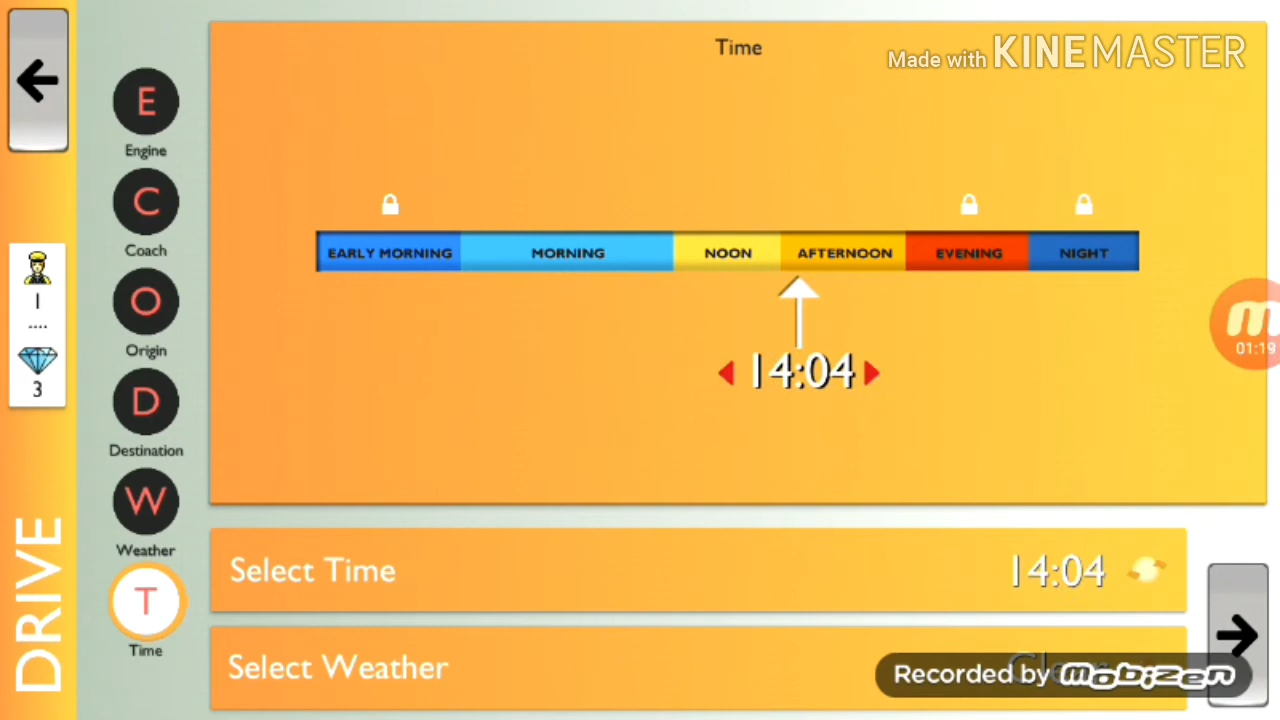 Time
Made with KINEMASTER
E
Engine
C
Coach
O
Origin
D
Destination
W
Weather
T
Time
1
....
3
DRIVE
EARLY MORNING
MORNING
NOON
AFTERNOON
EVENING
NIGHT
14:04
01:19
Select Time
14:04
Select Weather
Clear
Recorded by mobizen